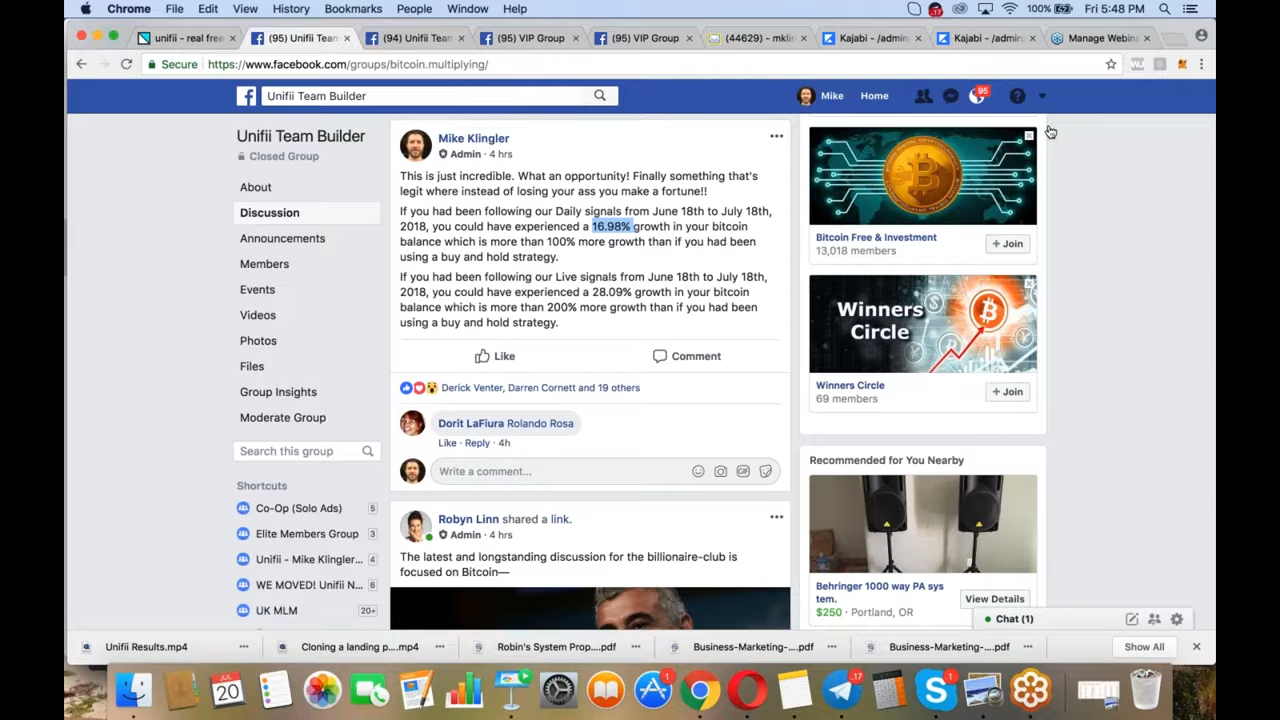 Chrome File Edit View History Bookmarks People Window Help
17 100% Fri 5:48 PM
unifii - real free
(95) Unifii Team
(94) Unifii Team
(95) VIP Group
(95) VIP Group
(44629) - mklin
Kajabi - /admin
Kajabi - /admin
Manage Webina
Secure https://www.facebook.com/groups/bitcoin.multiplying/
Unifii Team Builder
Mike Home 95
Unifii Team Builder
Closed Group
About
Discussion
Announcements
Members
Events
Videos
Photos
Files
Group Insights
Moderate Group
Search this group
Shortcuts
Co-Op (Solo Ads) 5
Elite Members Group 3
Unifii - Mike Klingler... 4
WE MOVED! Unifii N... 6
UK MLM 20+
Mike Klingler
Admin · 4 hrs
This is just incredible. What an opportunity! Finally something that's
legit where instead of losing your ass you make a fortune!!
If you had been following our Daily signals from June 18th to July 18th,
2018, you could have experienced a 16.98% growth in your bitcoin
balance which is more than 100% more growth than if you had been
using a buy and hold strategy.
If you had been following our Live signals from June 18th to July 18th,
2018, you could have experienced a 28.09% growth in your bitcoin
balance which is more than 200% more growth than if you had been
using a buy and hold strategy.
Like Comment
Derick Venter, Darren Cornett and 19 others
Dorit LaFiura Rolando Rosa
Like · Reply · 4h
Write a comment...
Robyn Linn shared a link.
Admin · 4 hrs
The latest and longstanding discussion for the billionaire-club is
focused on Bitcoin—
Bitcoin Free & Investment
13,018 members
+ Join
Winners
Circle
Winners Circle
69 members
+ Join
Recommended for You Nearby
Behringer 1000 way PA sys
tem.
$250 · Portland, OR
View Details
Chat (1)
Unifii Results.mp4
Cloning a landing p....mp4
Robin's System Prop....pdf
Business-Marketing-....pdf
Business-Marketing-....pdf
Show All
JUL
20
1
17
1